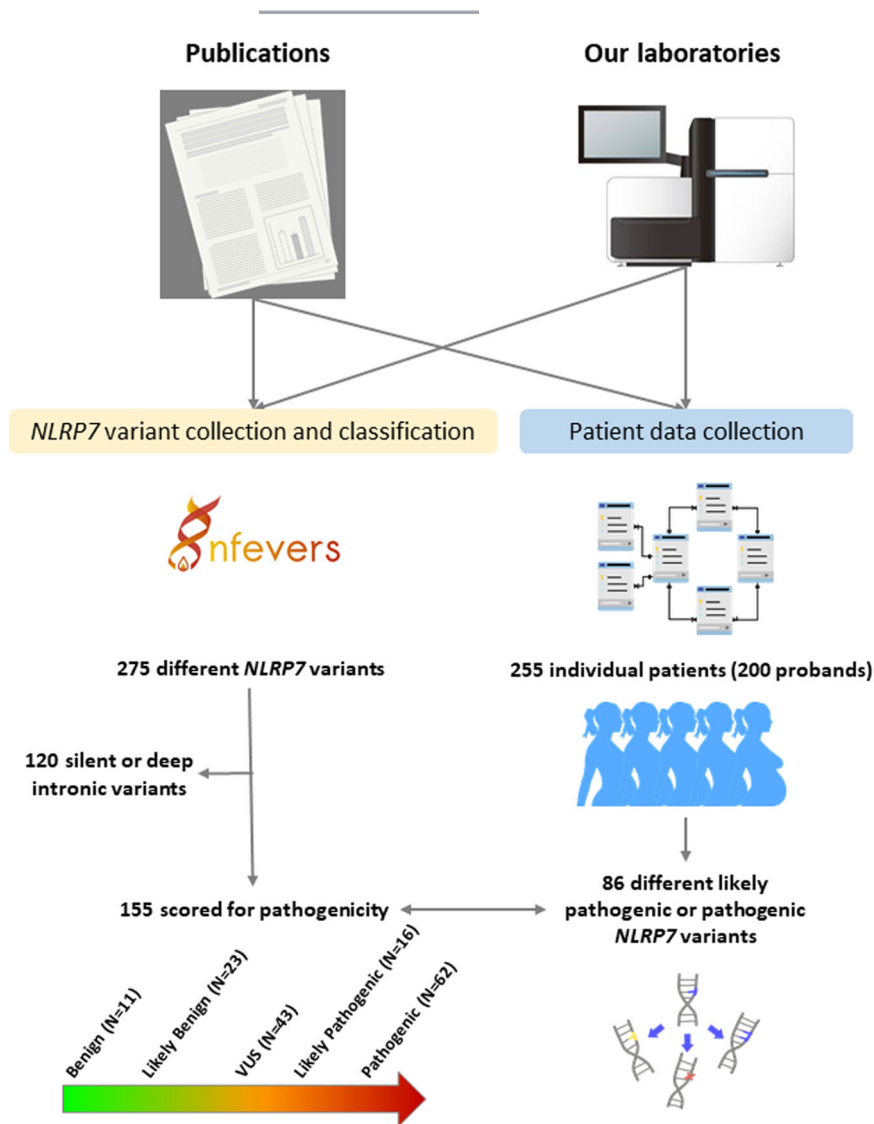 Publications
Our laboratories
NLRP7 variant collection and classification
Patient data collection
nfevers
275 different NLRP7 variants
255 individual patients (200 probands)
120 silent or deep
intronic variants
155 scored for pathogenicity
86 different likely
pathogenic or pathogenic
NLRP7 variants
Benign (N=11)
Likely Benign (N=23)
VUS (N=43)
Likely Pathogenic (N=16)
Pathogenic (N=62)